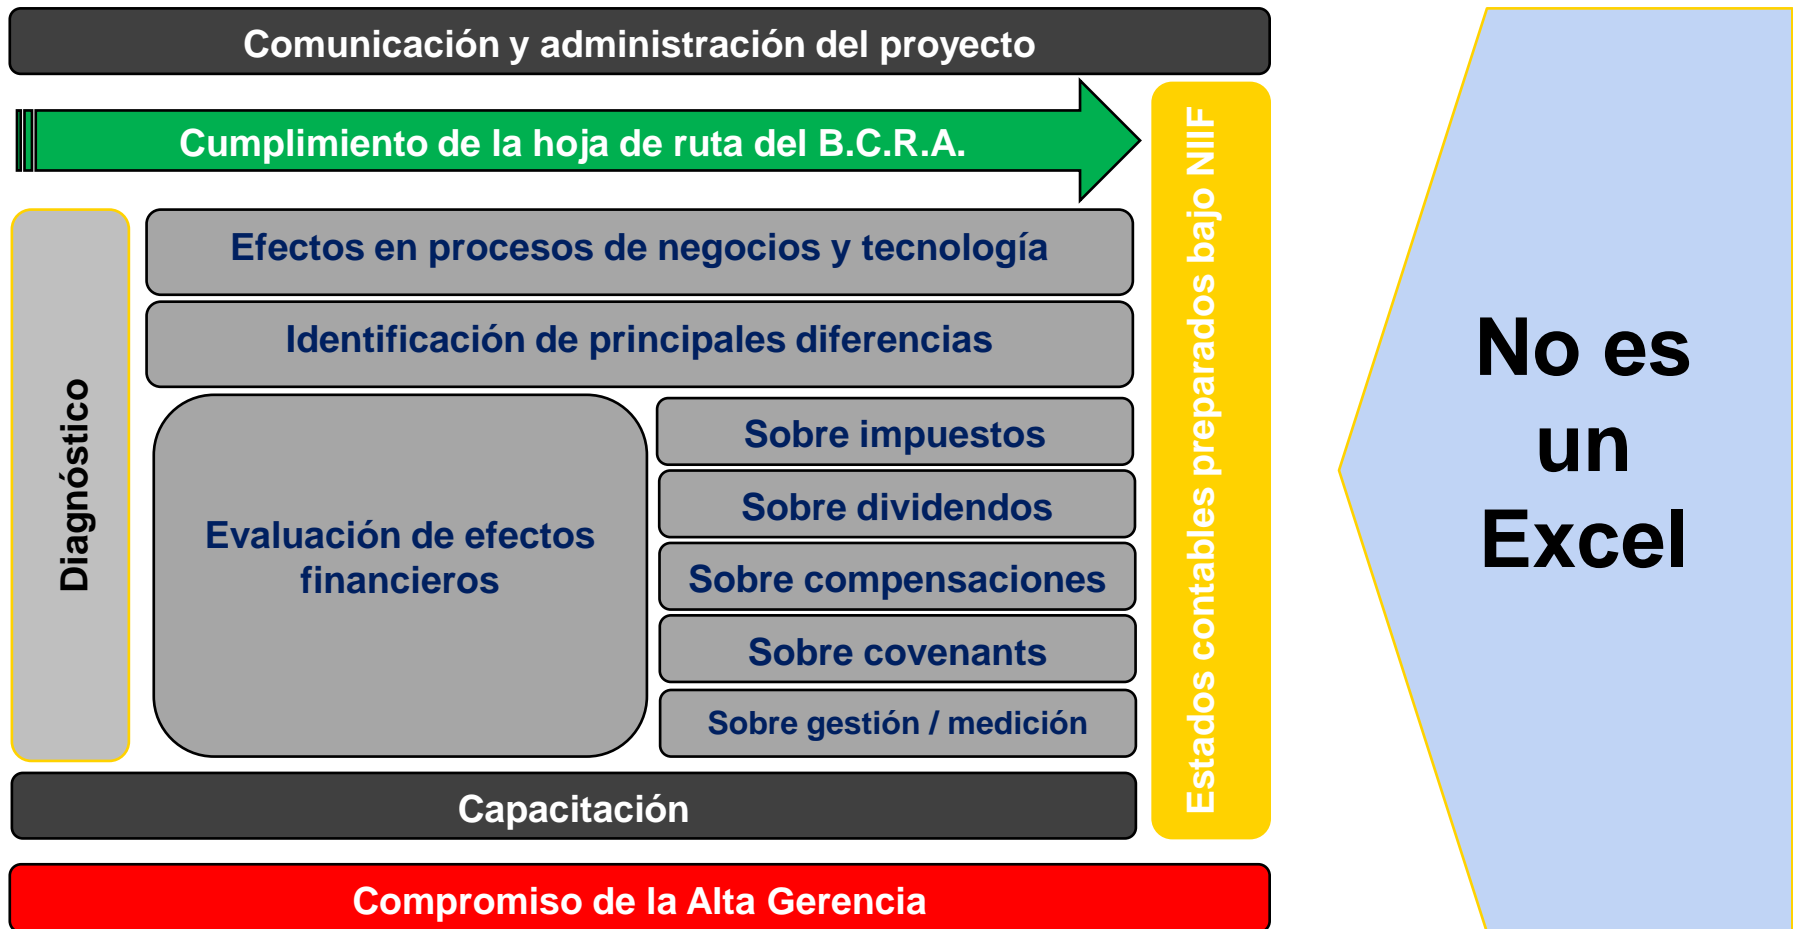 Comunicación y administración del proyecto
Cumplimiento de la hoja de ruta del B.C.R.A.
Estados contables preparados bajo NIIF
Diagnóstico
Efectos en procesos de negocios y tecnología
Identificación de principales diferencias
Evaluación de efectos
financieros
Sobre impuestos
Sobre dividendos
Sobre compensaciones
Sobre covenants
Sobre gestión / medición
Capacitación
Compromiso de la Alta Gerencia
No es
un
Excel